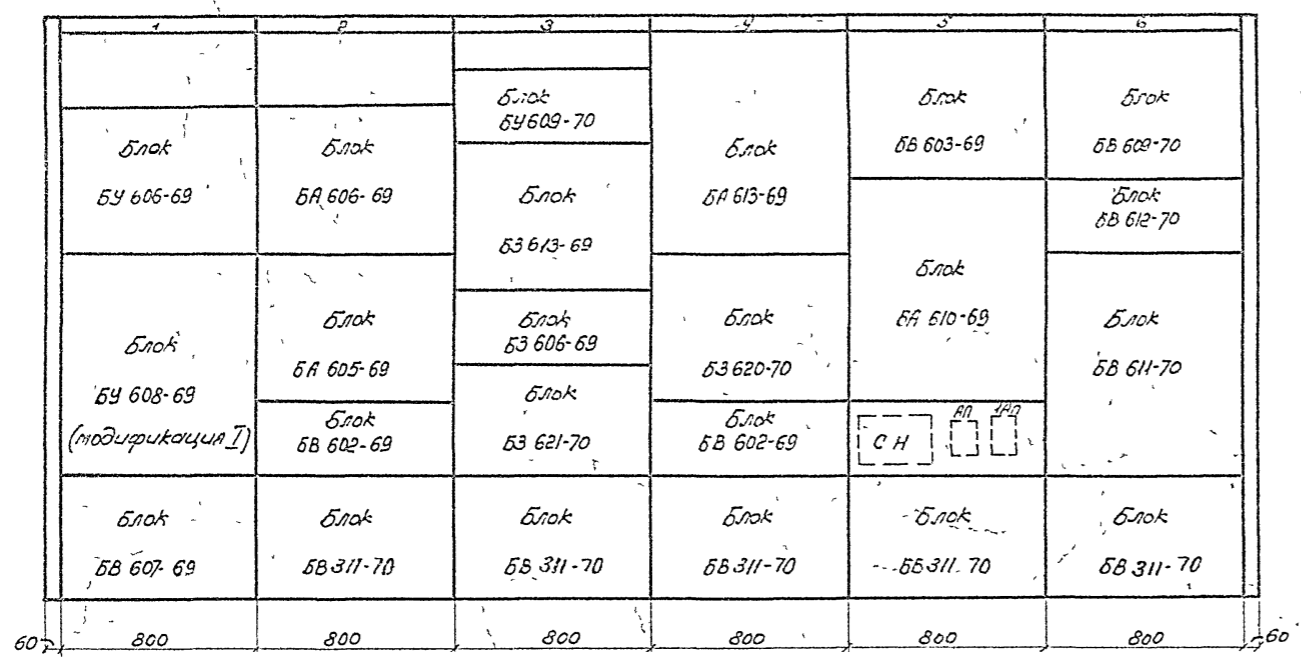 1
2
3
4
5
6
Блок
БУ 606-69
Блок
БУ 608-69
(модификация I)
Блок
БВ 607-69
Блок
БА 606-69
Блок
БА 605-69
Блок
БВ 602-69
Блок
БВ 311-70
Блок
БУ 609-70
Блок
БЗ 613-69
Блок
БЗ 606-69
Блок
БЗ 621-70
Блок
БВ 311-70
Блок
БА 613-69
Блок
БЗ 620-70
Блок
БВ 602-69
Блок
БВ 311-70
Блок
БВ 603-69
Блок
БА 610-69
СН
АП
1АП
Блок
БВ 311-70
Блок
БВ 609-70
Блок
БВ 612-70
Блок
БВ 611-70
Блок
БВ 311-70
60
800
800
800
800
800
800
60